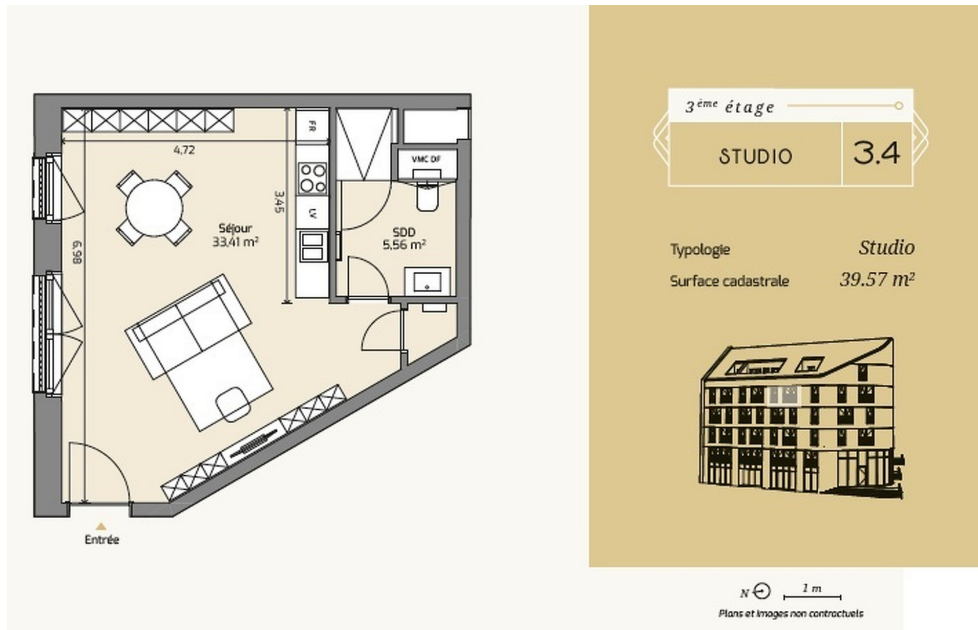 3ème étage
STUDIO
3.4
Typologie
Studio
Surface cadastrale
39.57 m²
4,72
FR
VMC DF
3,45
LV
Séjour
33,41 m²
SDD
5,56 m²
6,98
Entrée
N
1 m
Plans et Images non contractuels